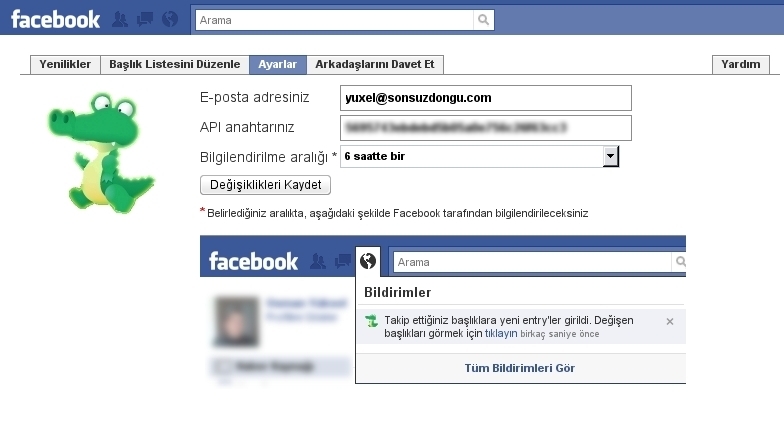 facebook
Arama
Yenilikler
Başlık Listesini Düzenle
Ayarlar
Arkadaşlarını Davet Et
Yardım
E-posta adresiniz
yuxel@sonsuzdongu.com
API anahtarınız
Bilgilendirilme aralığı *
6 saatte bir
Değişiklikleri Kaydet
* Belirlediğiniz aralıkta, aşağıdaki şekilde Facebook tarafından bilgilendirileceksiniz
facebook
Arama
Bildirimler
Takip ettiğiniz başlıklara yeni entry'ler girildi. Değişen
başlıkları görmek için tıklayın birkaç saniye önce
Tüm Bildirimleri Gör